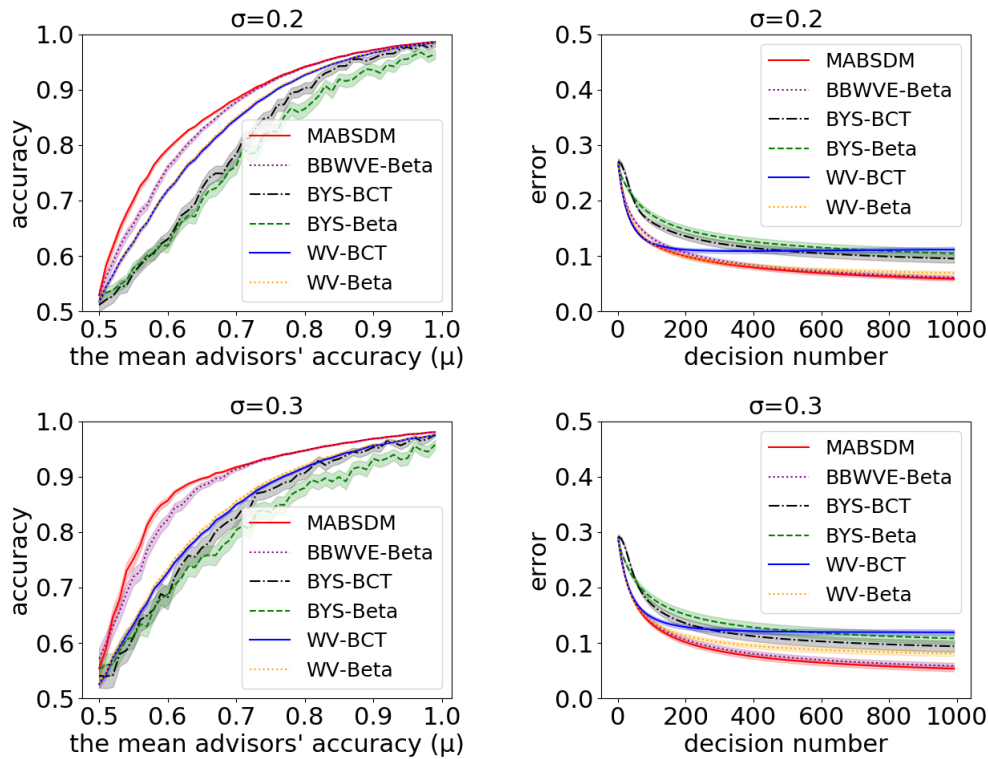 σ=0.2
1.0
0.9
0.8
0.7
0.6
0.5
accuracy
MABSDM
BBWVE-Beta
BYS-BCT
BYS-Beta
WV-BCT
WV-Beta
0.5 0.6 0.7 0.8 0.9 1.0
the mean advisors' accuracy (μ)
σ=0.2
0.5
0.4
0.3
0.2
0.1
0.0
error
MABSDM
BBWVE-Beta
BYS-BCT
BYS-Beta
WV-BCT
WV-Beta
0 200 400 600 800 1000
decision number
σ=0.3
1.0
0.9
0.8
0.7
0.6
0.5
accuracy
MABSDM
BBWVE-Beta
BYS-BCT
BYS-Beta
WV-BCT
WV-Beta
0.5 0.6 0.7 0.8 0.9 1.0
the mean advisors' accuracy (μ)
σ=0.3
0.5
0.4
0.3
0.2
0.1
0.0
error
MABSDM
BBWVE-Beta
BYS-BCT
BYS-Beta
WV-BCT
WV-Beta
0 200 400 600 800 1000
decision number